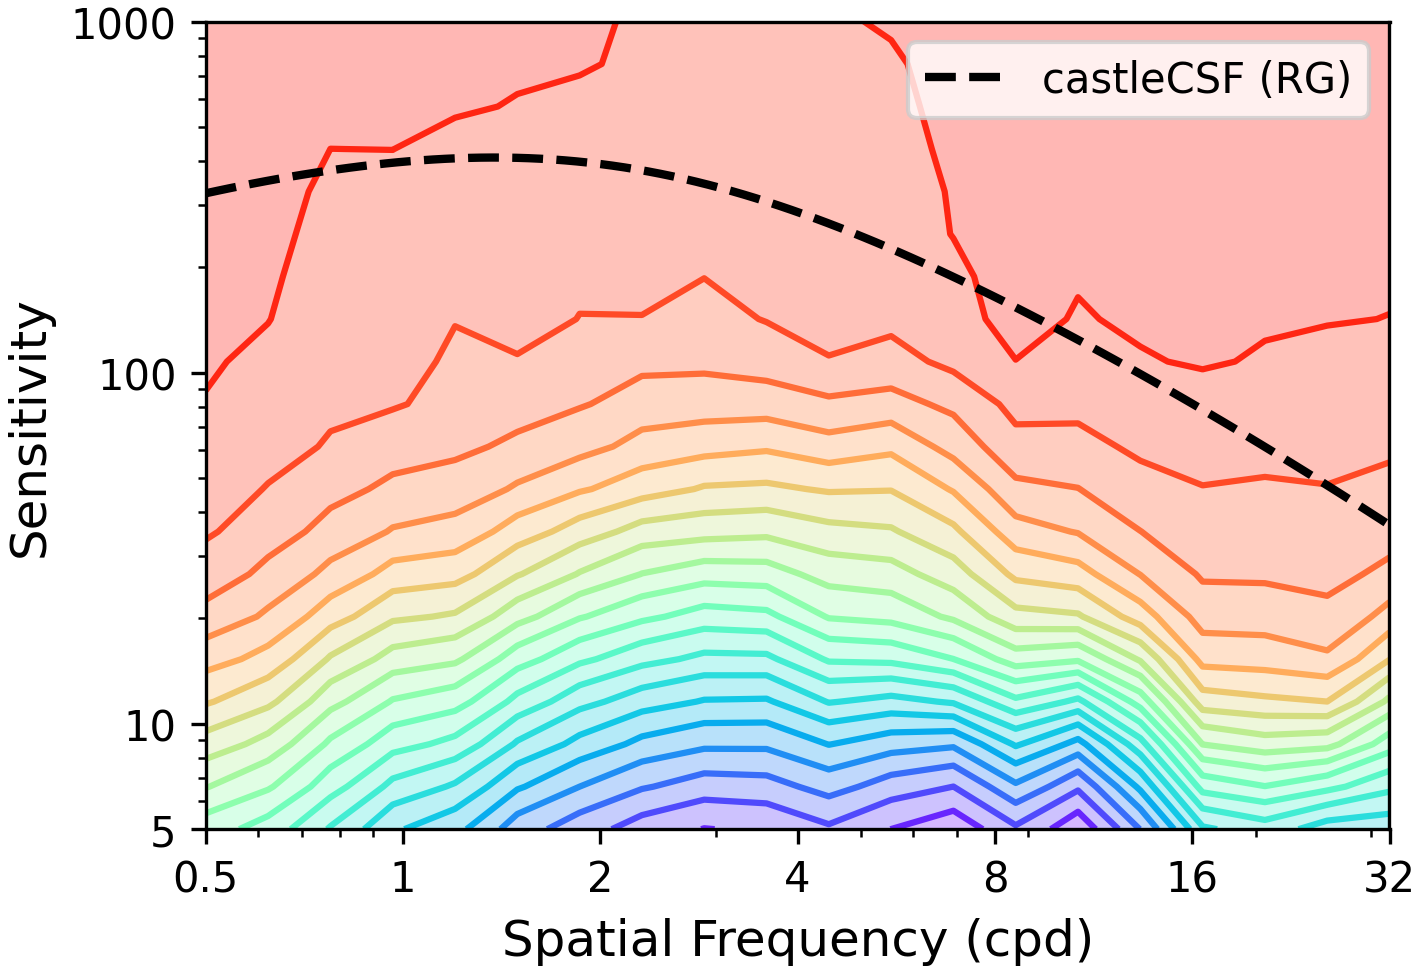 1000
castleCSF (RG)
100
Sensitivity
10
5
0.5 1 2 4 8 16 32
Spatial Frequency (cpd)